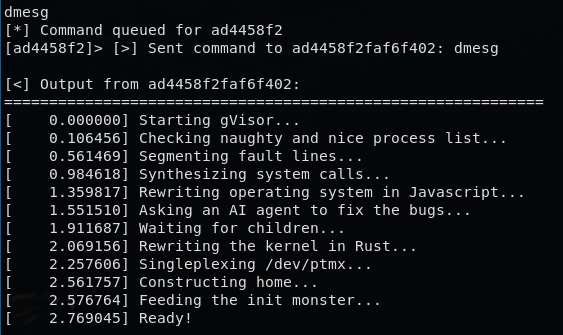 dmesg
[*] Command queued for ad4458f2
[ad4458f2]> [>] Sent command to ad4458f2faf6f402: dmesg
[<] Output from ad4458f2faf6f402:
============================================================
[    0.000000] Starting gVisor...
[    0.106456] Checking naughty and nice process list...
[    0.561469] Segmenting fault lines...
[    0.984618] Synthesizing system calls...
[    1.359817] Rewriting operating system in Javascript...
[    1.551510] Asking an AI agent to fix the bugs...
[    1.911687] Waiting for children...
[    2.069156] Rewriting the kernel in Rust...
[    2.257606] Singleplexing /dev/ptmx...
[    2.561757] Constructing home...
[    2.576764] Feeding the init monster...
[    2.769045] Ready!